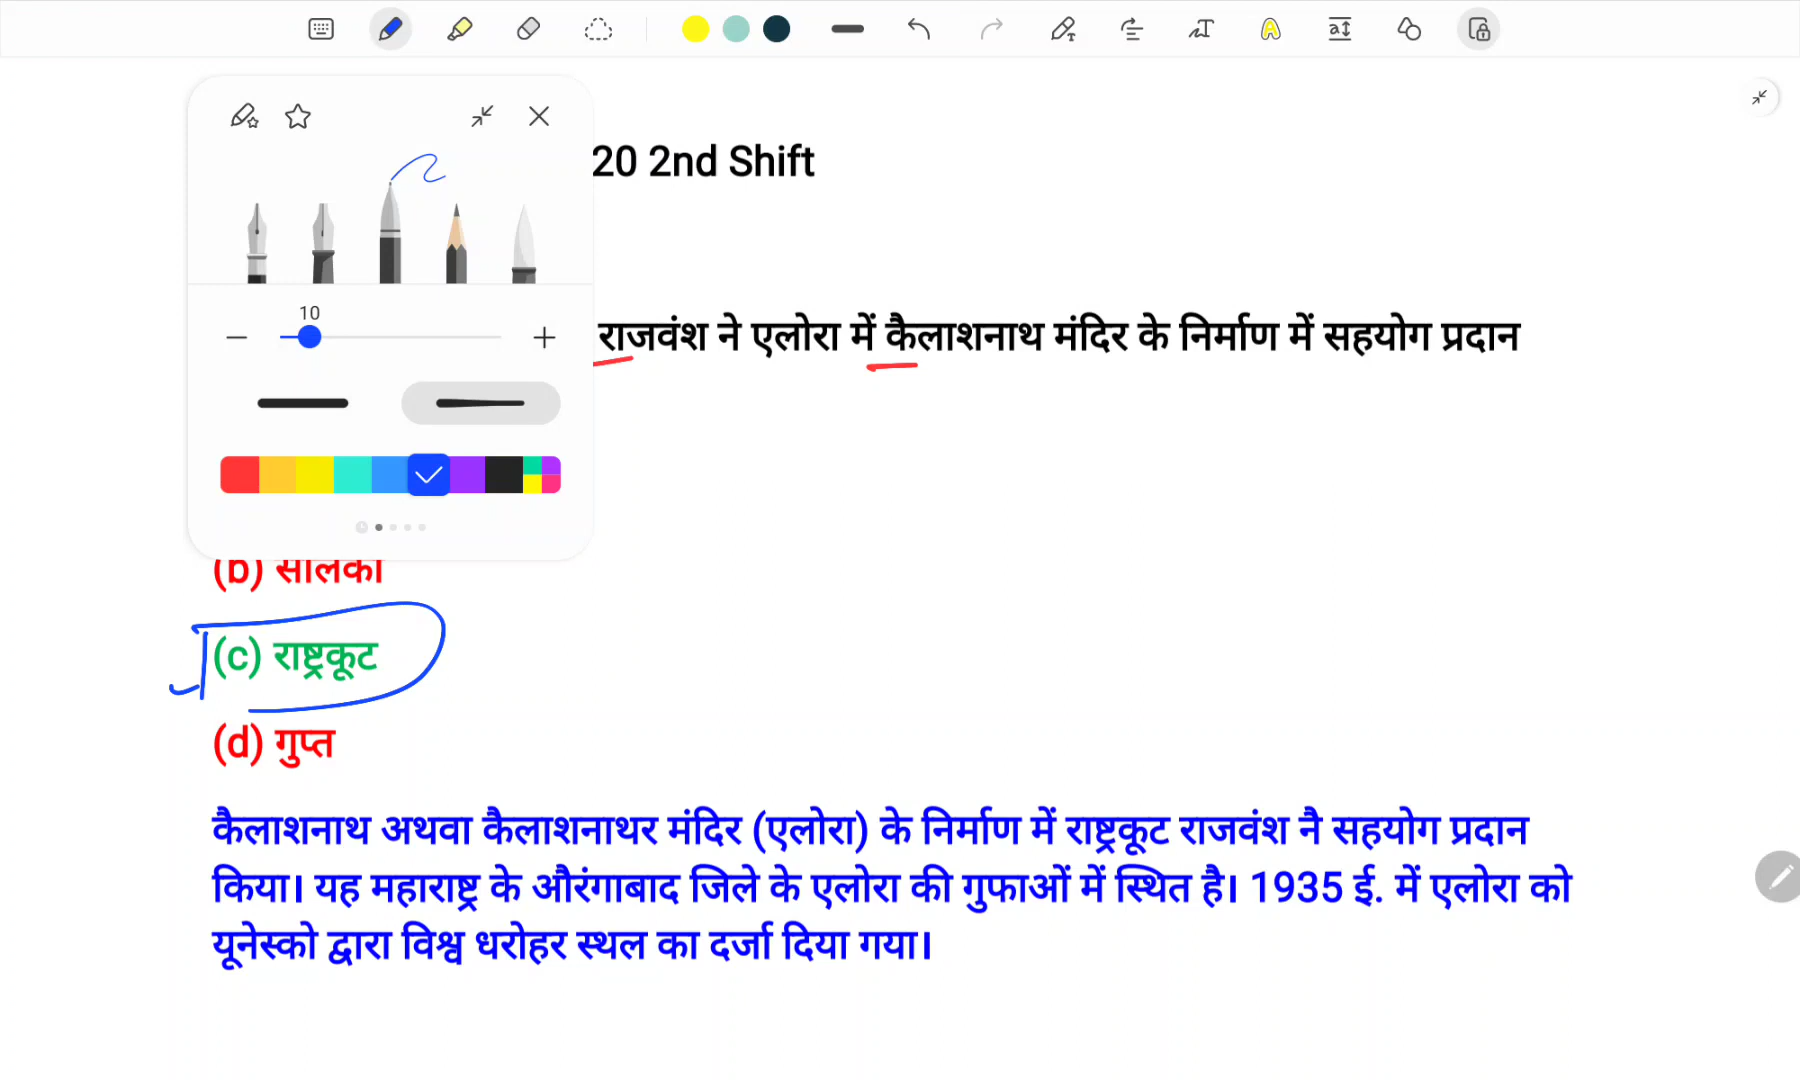 20 2nd Shift
10
राजवंश ने एलोरा में कैलाशनाथ मंदिर के निर्माण में सहयोग प्रदान
(b) सोलंकी
(c) राष्ट्रकूट
(d) गुप्त
कैलाशनाथ अथवा कैलाशनाथर मंदिर (एलोरा) के निर्माण में राष्ट्रकूट राजवंश नै सहयोग प्रदान
किया। यह महाराष्ट्र के औरंगाबाद जिले के एलोरा की गुफाओं में स्थित है। 1935 ई. में एलोरा को
यूनेस्को द्वारा विश्व धरोहर स्थल का दर्जा दिया गया।